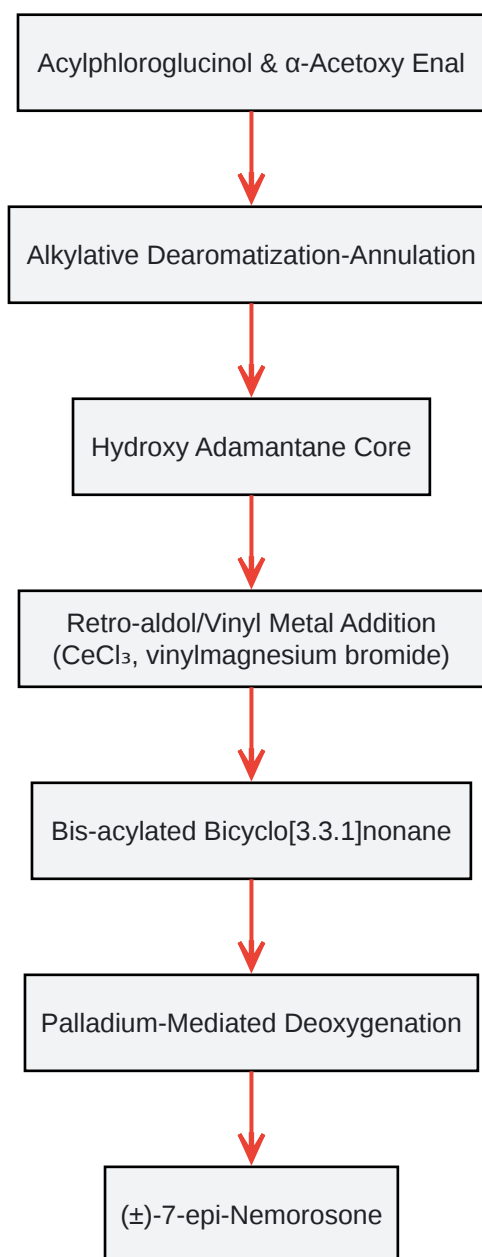 Acylphloroglucinol & α-Acetoxy Enal
Alkylative Dearomatization-Annulation
Hydroxy Adamantane Core
Retro-aldol/Vinyl Metal Addition
(CeCl₃, vinylmagnesium bromide)
Bis-acylated Bicyclo[3.3.1]nonane
Palladium-Mediated Deoxygenation
(±)-7-epi-Nemorosone